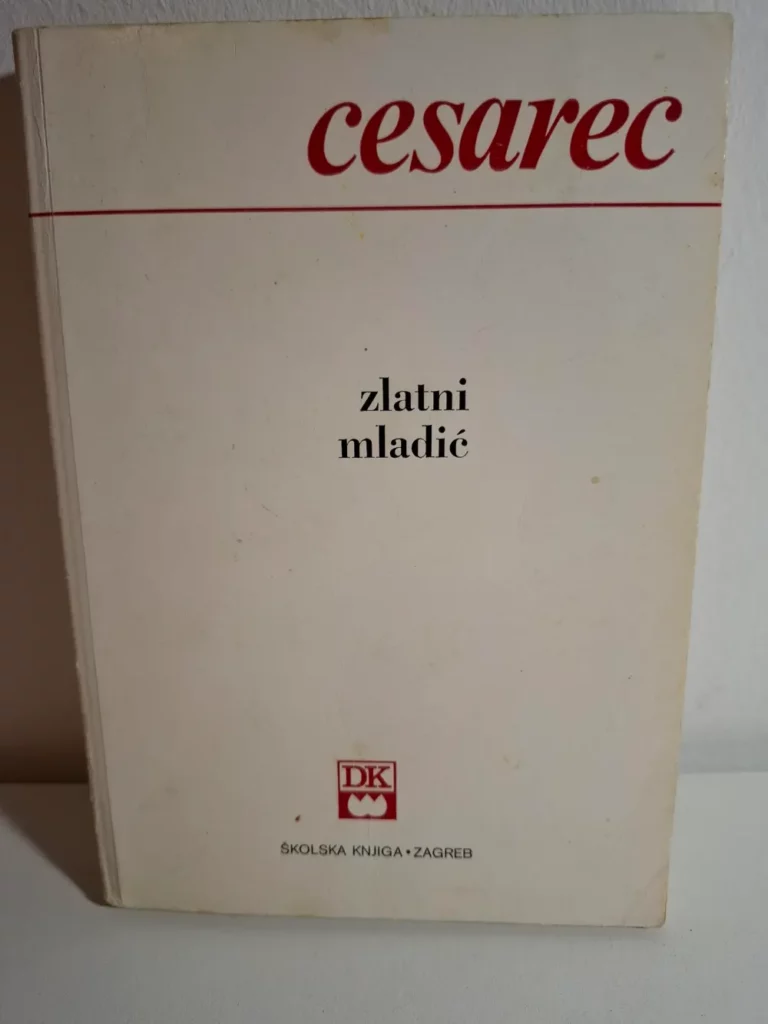 cesarec
zlatni
mladić
DK
ŠKOLSKA KNJIGA • ZAGREB